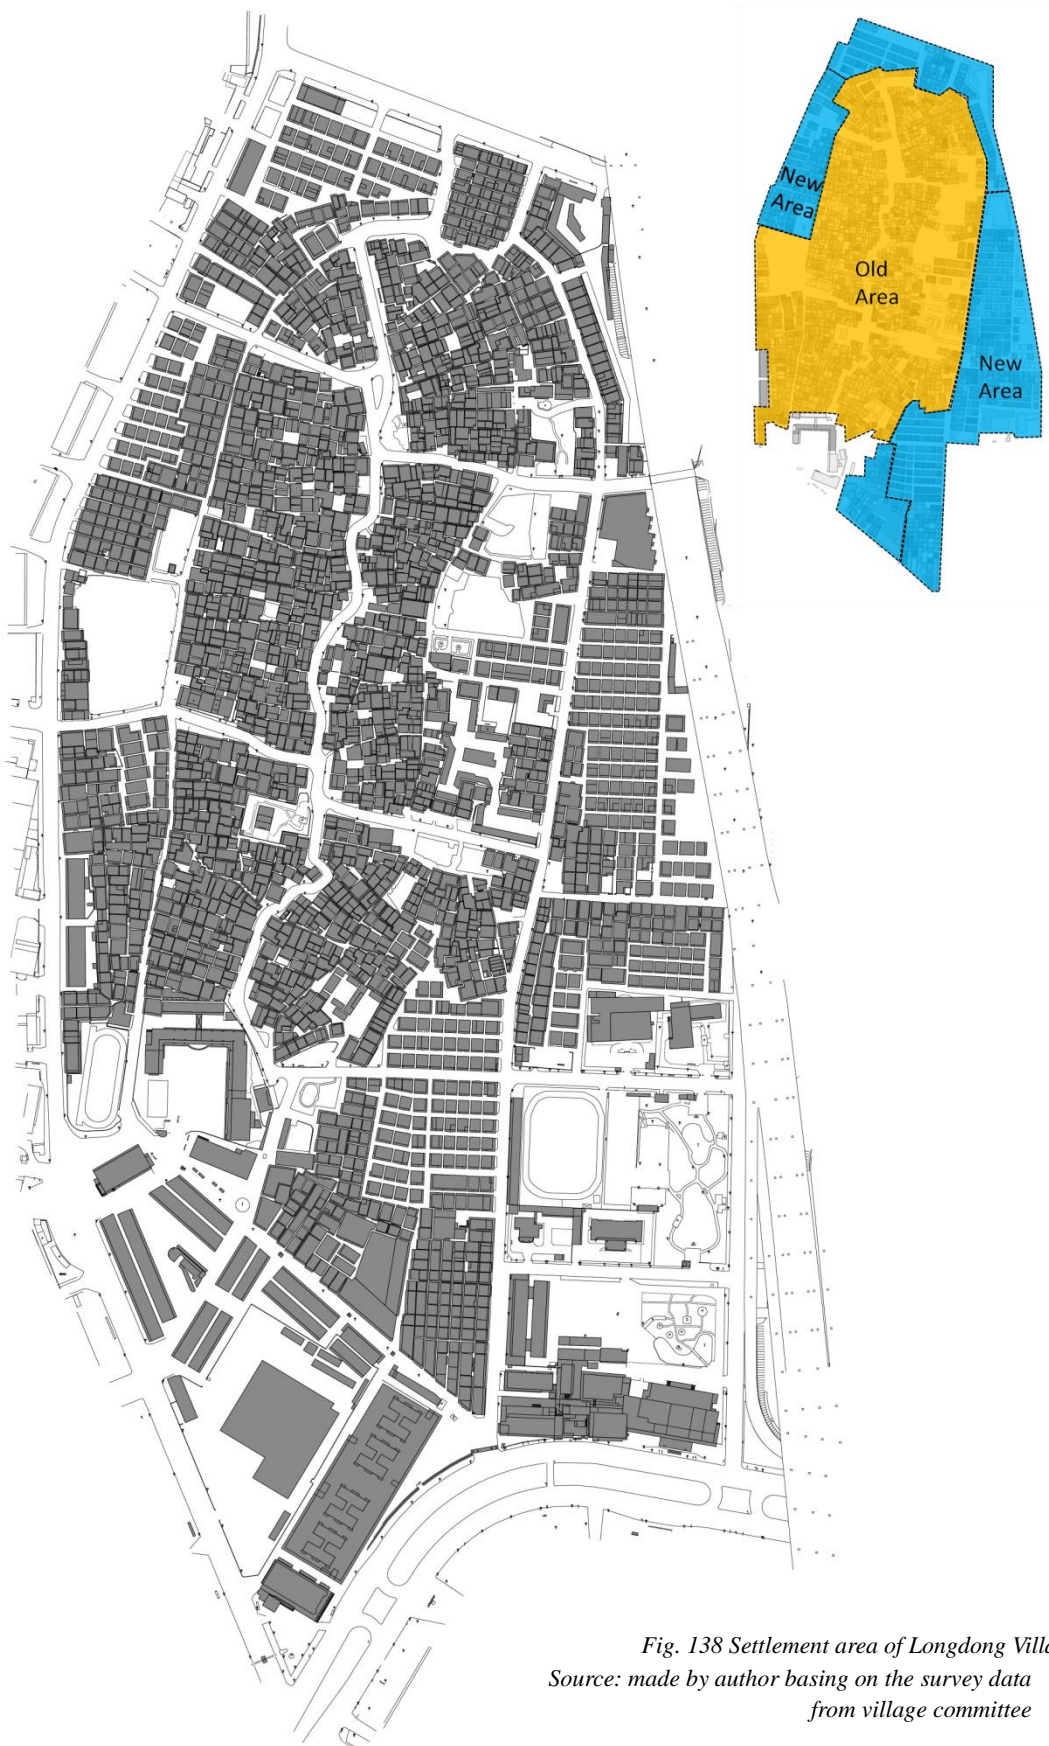 New
Area
Old
Area
New
Area
Fig. 138 Settlement area of Longdong Villa
Source: made by author basing on the survey data
from village committee